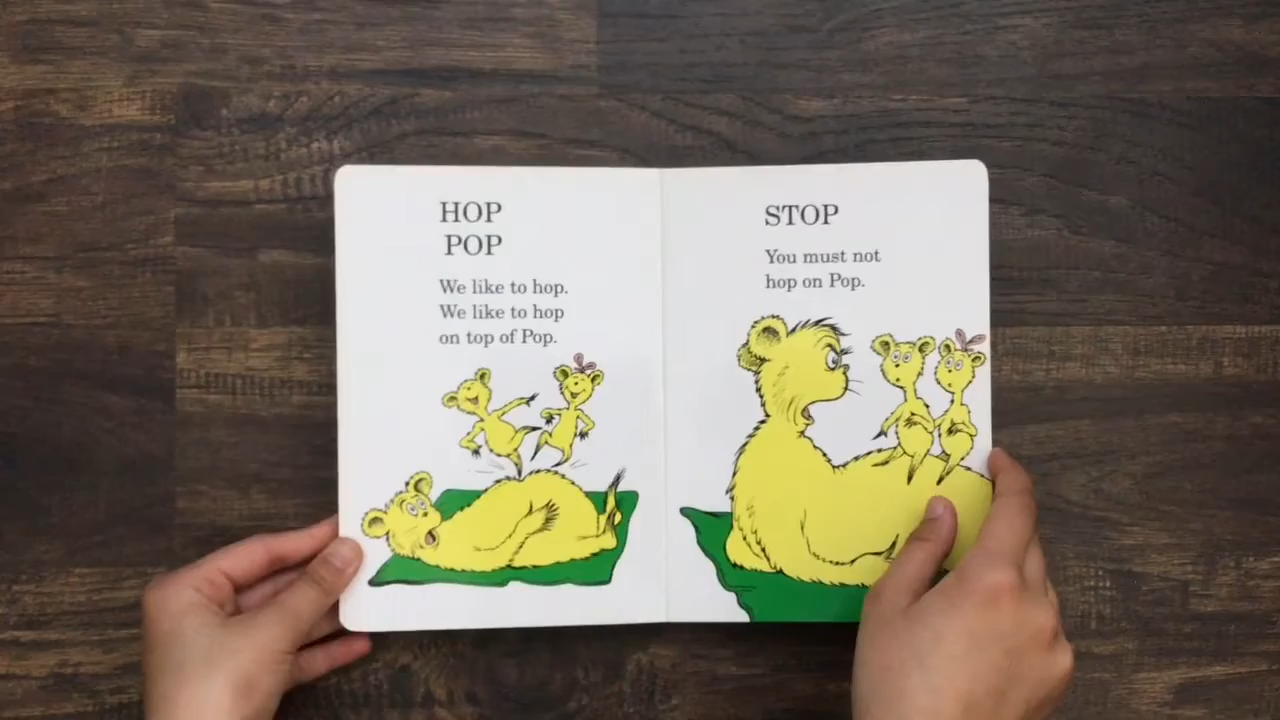 HOP
POP
We like to hop.
We like to hop
on top of Pop.
STOP
You must not
hop on Pop.